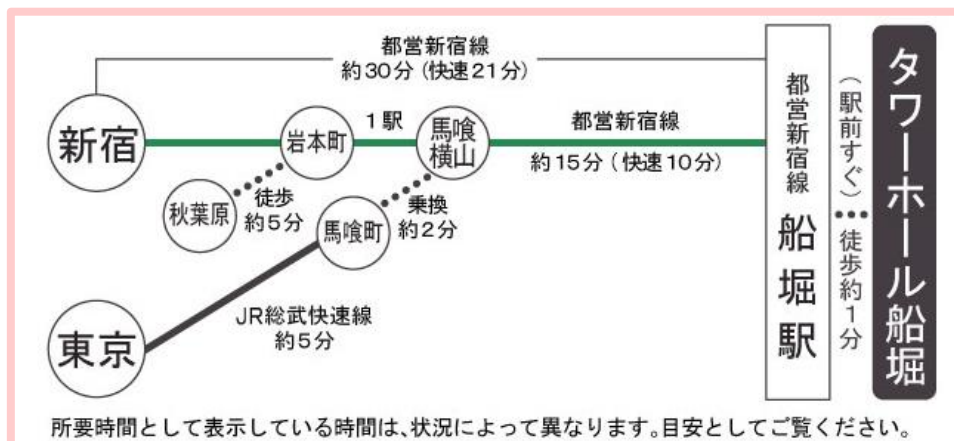 都営新宿線
約30分(快速21分)
新宿
岩本町
1駅
馬喰
横山
都営新宿線
約15分(快速10分)
秋葉原
徒歩
約5分
馬喰町
乗換
約2分
東京
JR総武快速線
約5分
都営新宿線 船堀駅
(駅前すぐ)
徒歩約1分
タワーホール船堀
所要時間として表示している時間は、状況によって異なります。目安としてご覧ください。